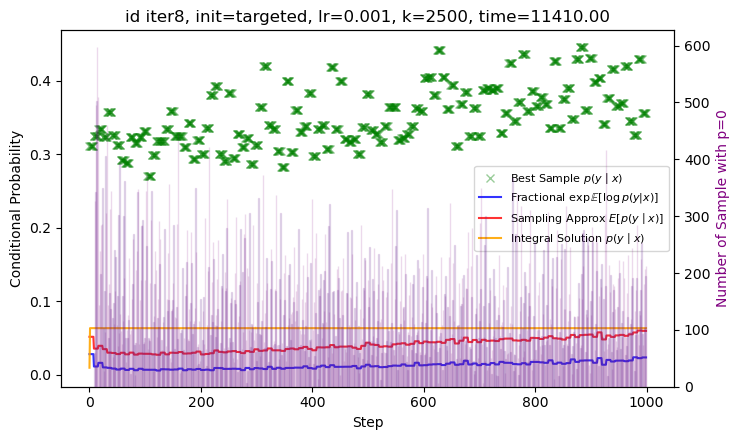 id iter8, init=targeted, lr=0.001, k=2500, time=11410.00
Conditional Probability
0.4
0.3
0.2
0.1
0.0
600
500
400
300
200
100
0
Number of Sample with p=0
Best Sample p(y | x)
Fractional exp 𝔼[log p(y|x)]
Sampling Approx E[p(y | x)]
Integral Solution p(y | x)
0
200
400
600
800
1000
Step